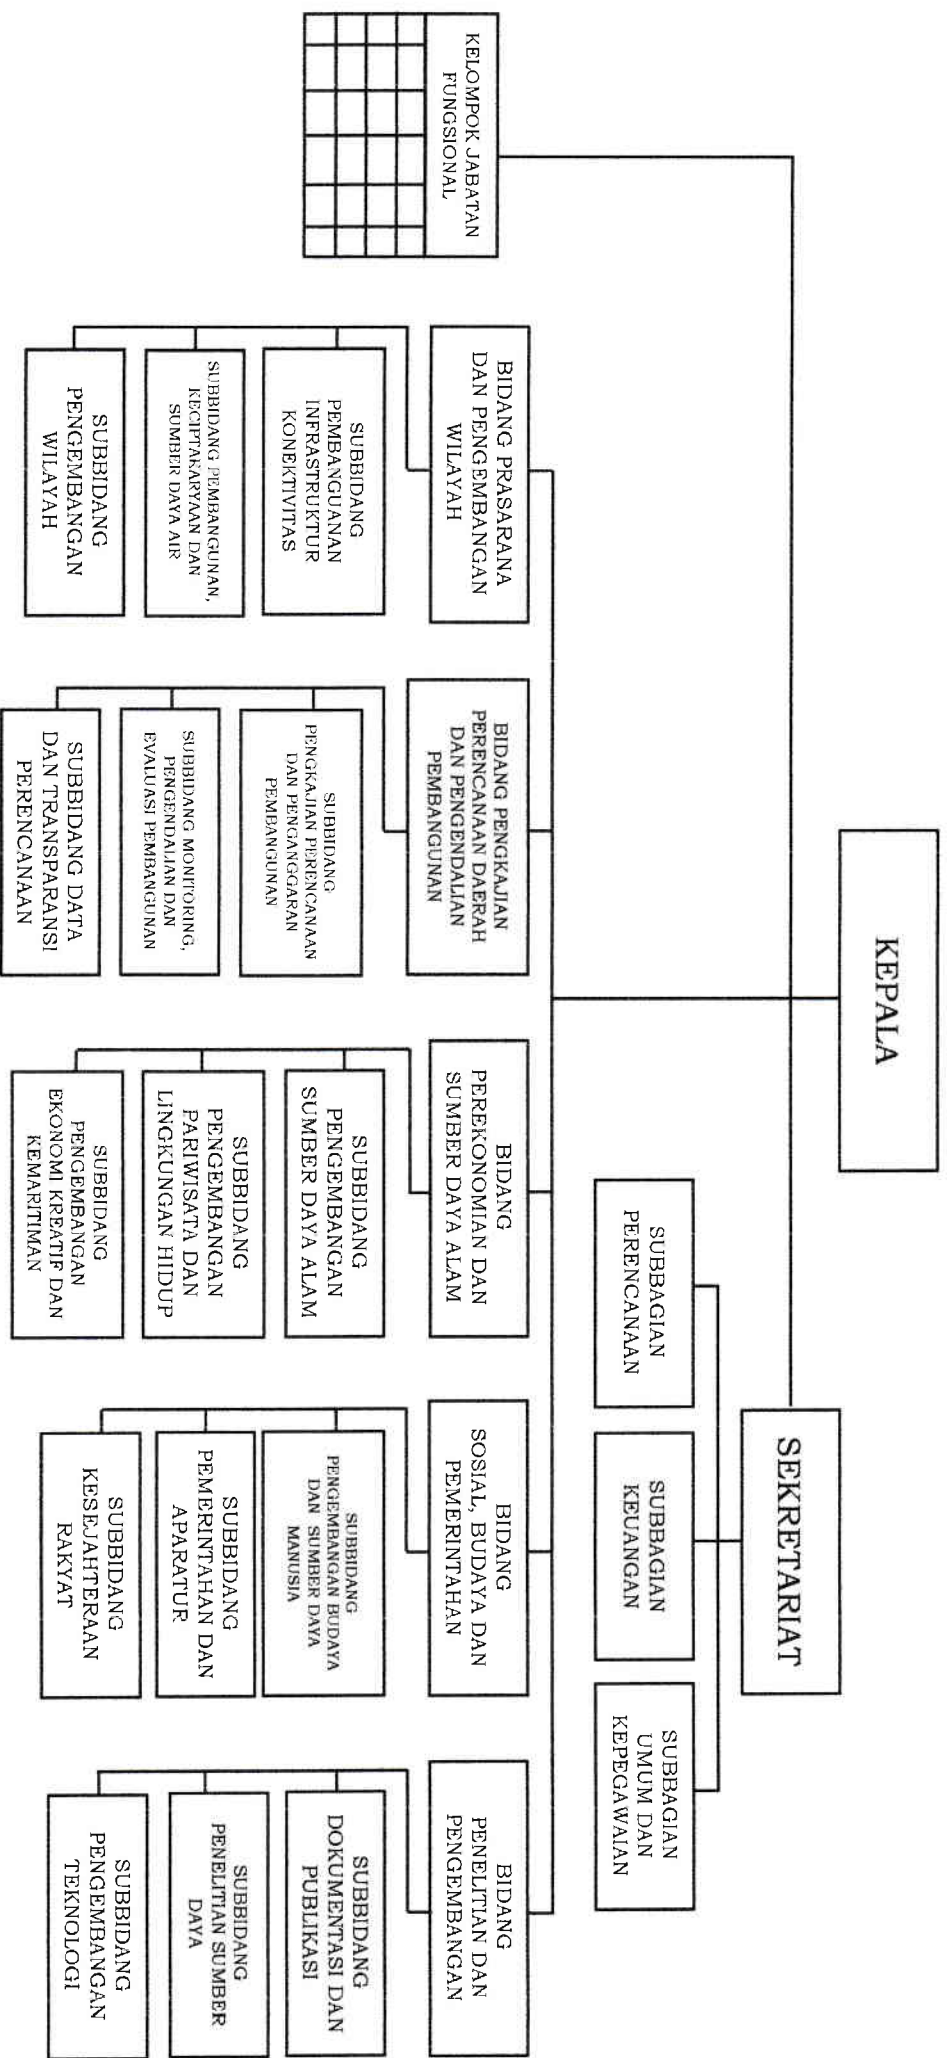 KEPALA
SEKRETARIAT
SUBBAGIAN
PERENCANAAN
SUBBAGIAN
KEUANGAN
SUBBAGIAN
UMUM DAN
KEPEGAWAIAN
KELOMPOK JABATAN
FUNGSIONAL
BIDANG PRASARANA
DAN PENGEMBANGAN
WILAYAH
SUBBIDANG
PEMBANGUNAN
INFRASTRUKTUR
KONEKTIVITAS
SUBBIDANG PEMBANGUNAN,
KECIPTAKARYAAN DAN
SUMBER DAYA AIR
SUBBIDANG
PENGEMBANGAN
WILAYAH
BIDANG PENGKAJIAN
PERENCANAAN DAERAH
DAN PENGENDALIAN
PEMBANGUNAN
SUBBIDANG
PENGKAJIAN PERENCANAAN
DAN PENGANGGARAN
PEMBANGUNAN
SUBBIDANG MONITORING,
PENGENDALIAN DAN
EVALUASI PEMBANGUNAN
SUBBIDANG DATA
DAN TRANSPARANSI
PERENCANAAN
BIDANG
PEREKONOMIAN DAN
SUMBER DAYA ALAM
SUBBIDANG
PENGEMBANGAN
SUMBER DAYA ALAM
SUBBIDANG
PENGEMBANGAN
PARIWISATA DAN
LINGKUNGAN HIDUP
SUBBIDANG
PENGEMBANGAN
EKONOMI KREATIF DAN
KEMARITIMAN
BIDANG
SOSIAL, BUDAYA DAN
PEMERINTAHAN
SUBBIDANG
PENGEMBANGAN BUDAYA
DAN SUMBER DAYA
MANUSIA
SUBBIDANG
PEMERINTAHAN DAN
APARATUR
SUBBIDANG
KESEJAHTERAAN
RAKYAT
BIDANG
PENELITIAN DAN
PENGEMBANGAN
SUBBIDANG
DOKUMENTASI DAN
PUBLIKASI
SUBBIDANG
PENELITIAN SUMBER
DAYA
SUBBIDANG
PENGEMBANGAN
TEKNOLOGI